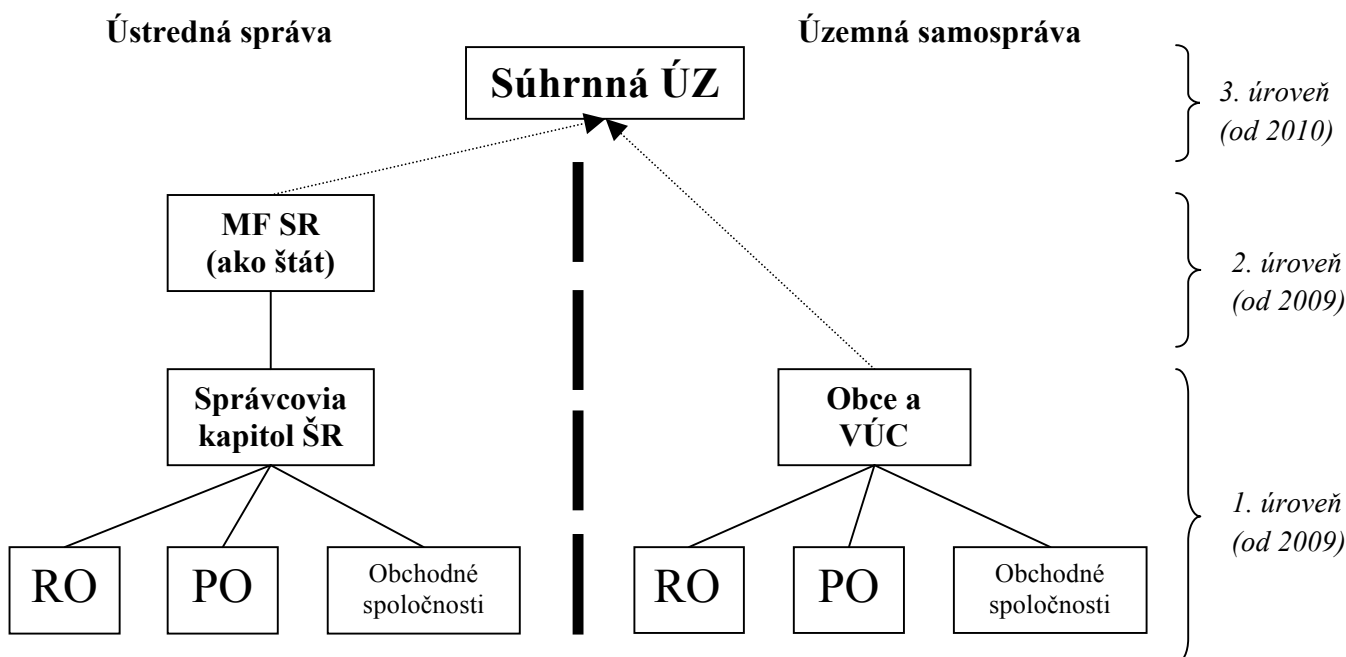 Ústredná správa
Územná samospráva
Súhrnná ÚZ
3. úroveň
(od 2010)
MF SR
(ako štát)
2. úroveň
(od 2009)
Správcovia
kapitol ŠR
Obce a
VÚC
1. úroveň
(od 2009)
RO
PO
Obchodné
spoločnosti
RO
PO
Obchodné
spoločnosti